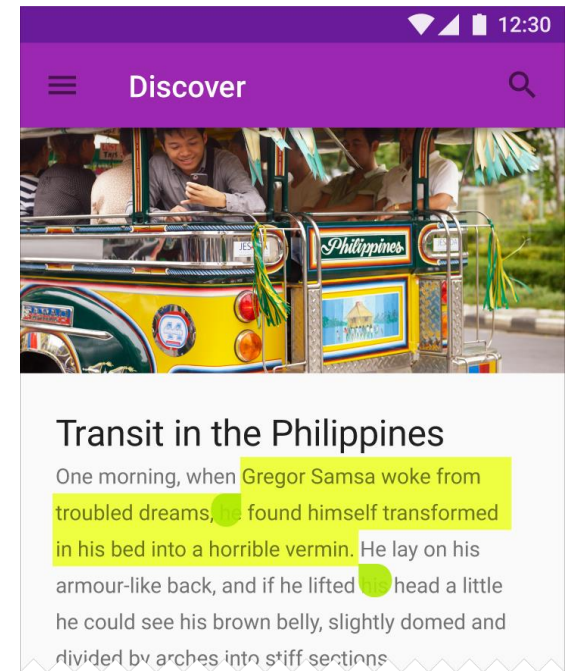 12:30
Discover
Philippines
Transit in the Philippines
One morning, when Gregor Samsa woke from
troubled dreams, he found himself transformed
in his bed into a horrible vermin. He lay on his
armour-like back, and if he lifted his head a little
he could see his brown belly, slightly domed and
divided by arches into stiff sections